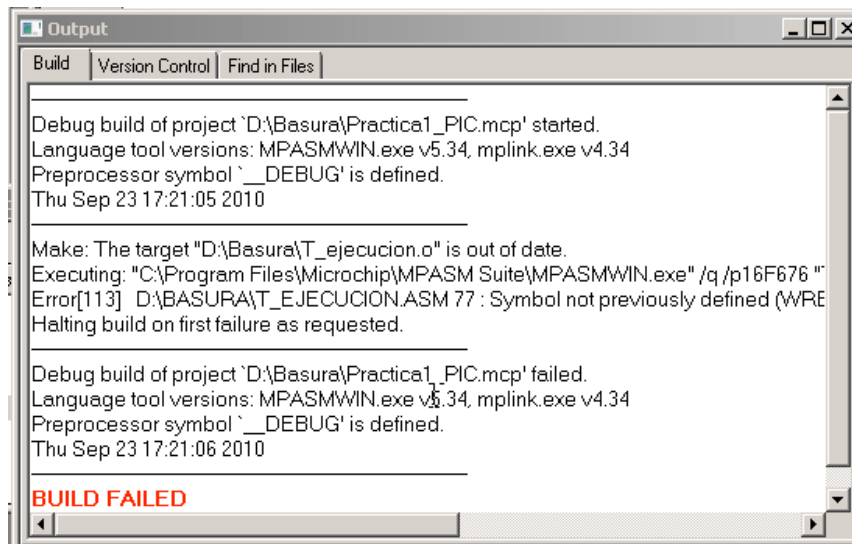 Output
Build Version Control Find in Files
Debug build of project `D:\Basura\Practica1_PIC.mcp' started.
Language tool versions: MPASMWIN.exe v5.34, mplink.exe v4.34
Preprocessor symbol `__DEBUG' is defined.
Thu Sep 23 17:21:05 2010
Make: The target "D:\Basura\T_ejecucion.o" is out of date.
Executing: "C:\Program Files\Microchip\MPASM Suite\MPASMWIN.exe" /q /p16F676 "
Error[113] D:\BASURA\T_EJECUCION.ASM 77 : Symbol not previously defined (WRE
Halting build on first failure as requested.
Debug build of project `D:\Basura\Practica1_PIC.mcp' failed.
Language tool versions: MPASMWIN.exe v5.34, mplink.exe v4.34
Preprocessor symbol `__DEBUG' is defined.
Thu Sep 23 17:21:06 2010
BUILD FAILED